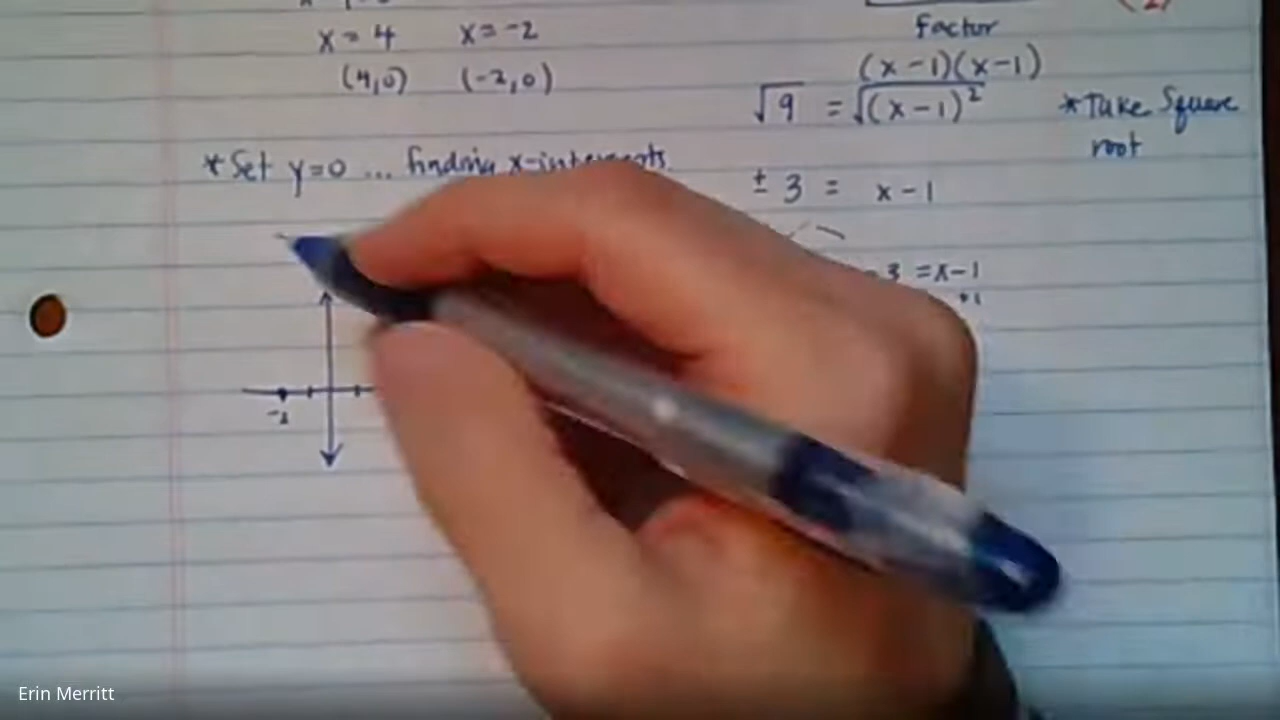 x = 4 x = -2
(4,0) (-2,0)
*Set y=0 ... finding x-intercepts.
-2
Factor
(x-1)(x-1)
√9 = √(x-1)²
*Take Square
root
± 3 = x-1
-3 = x-1
+1
Erin Merritt